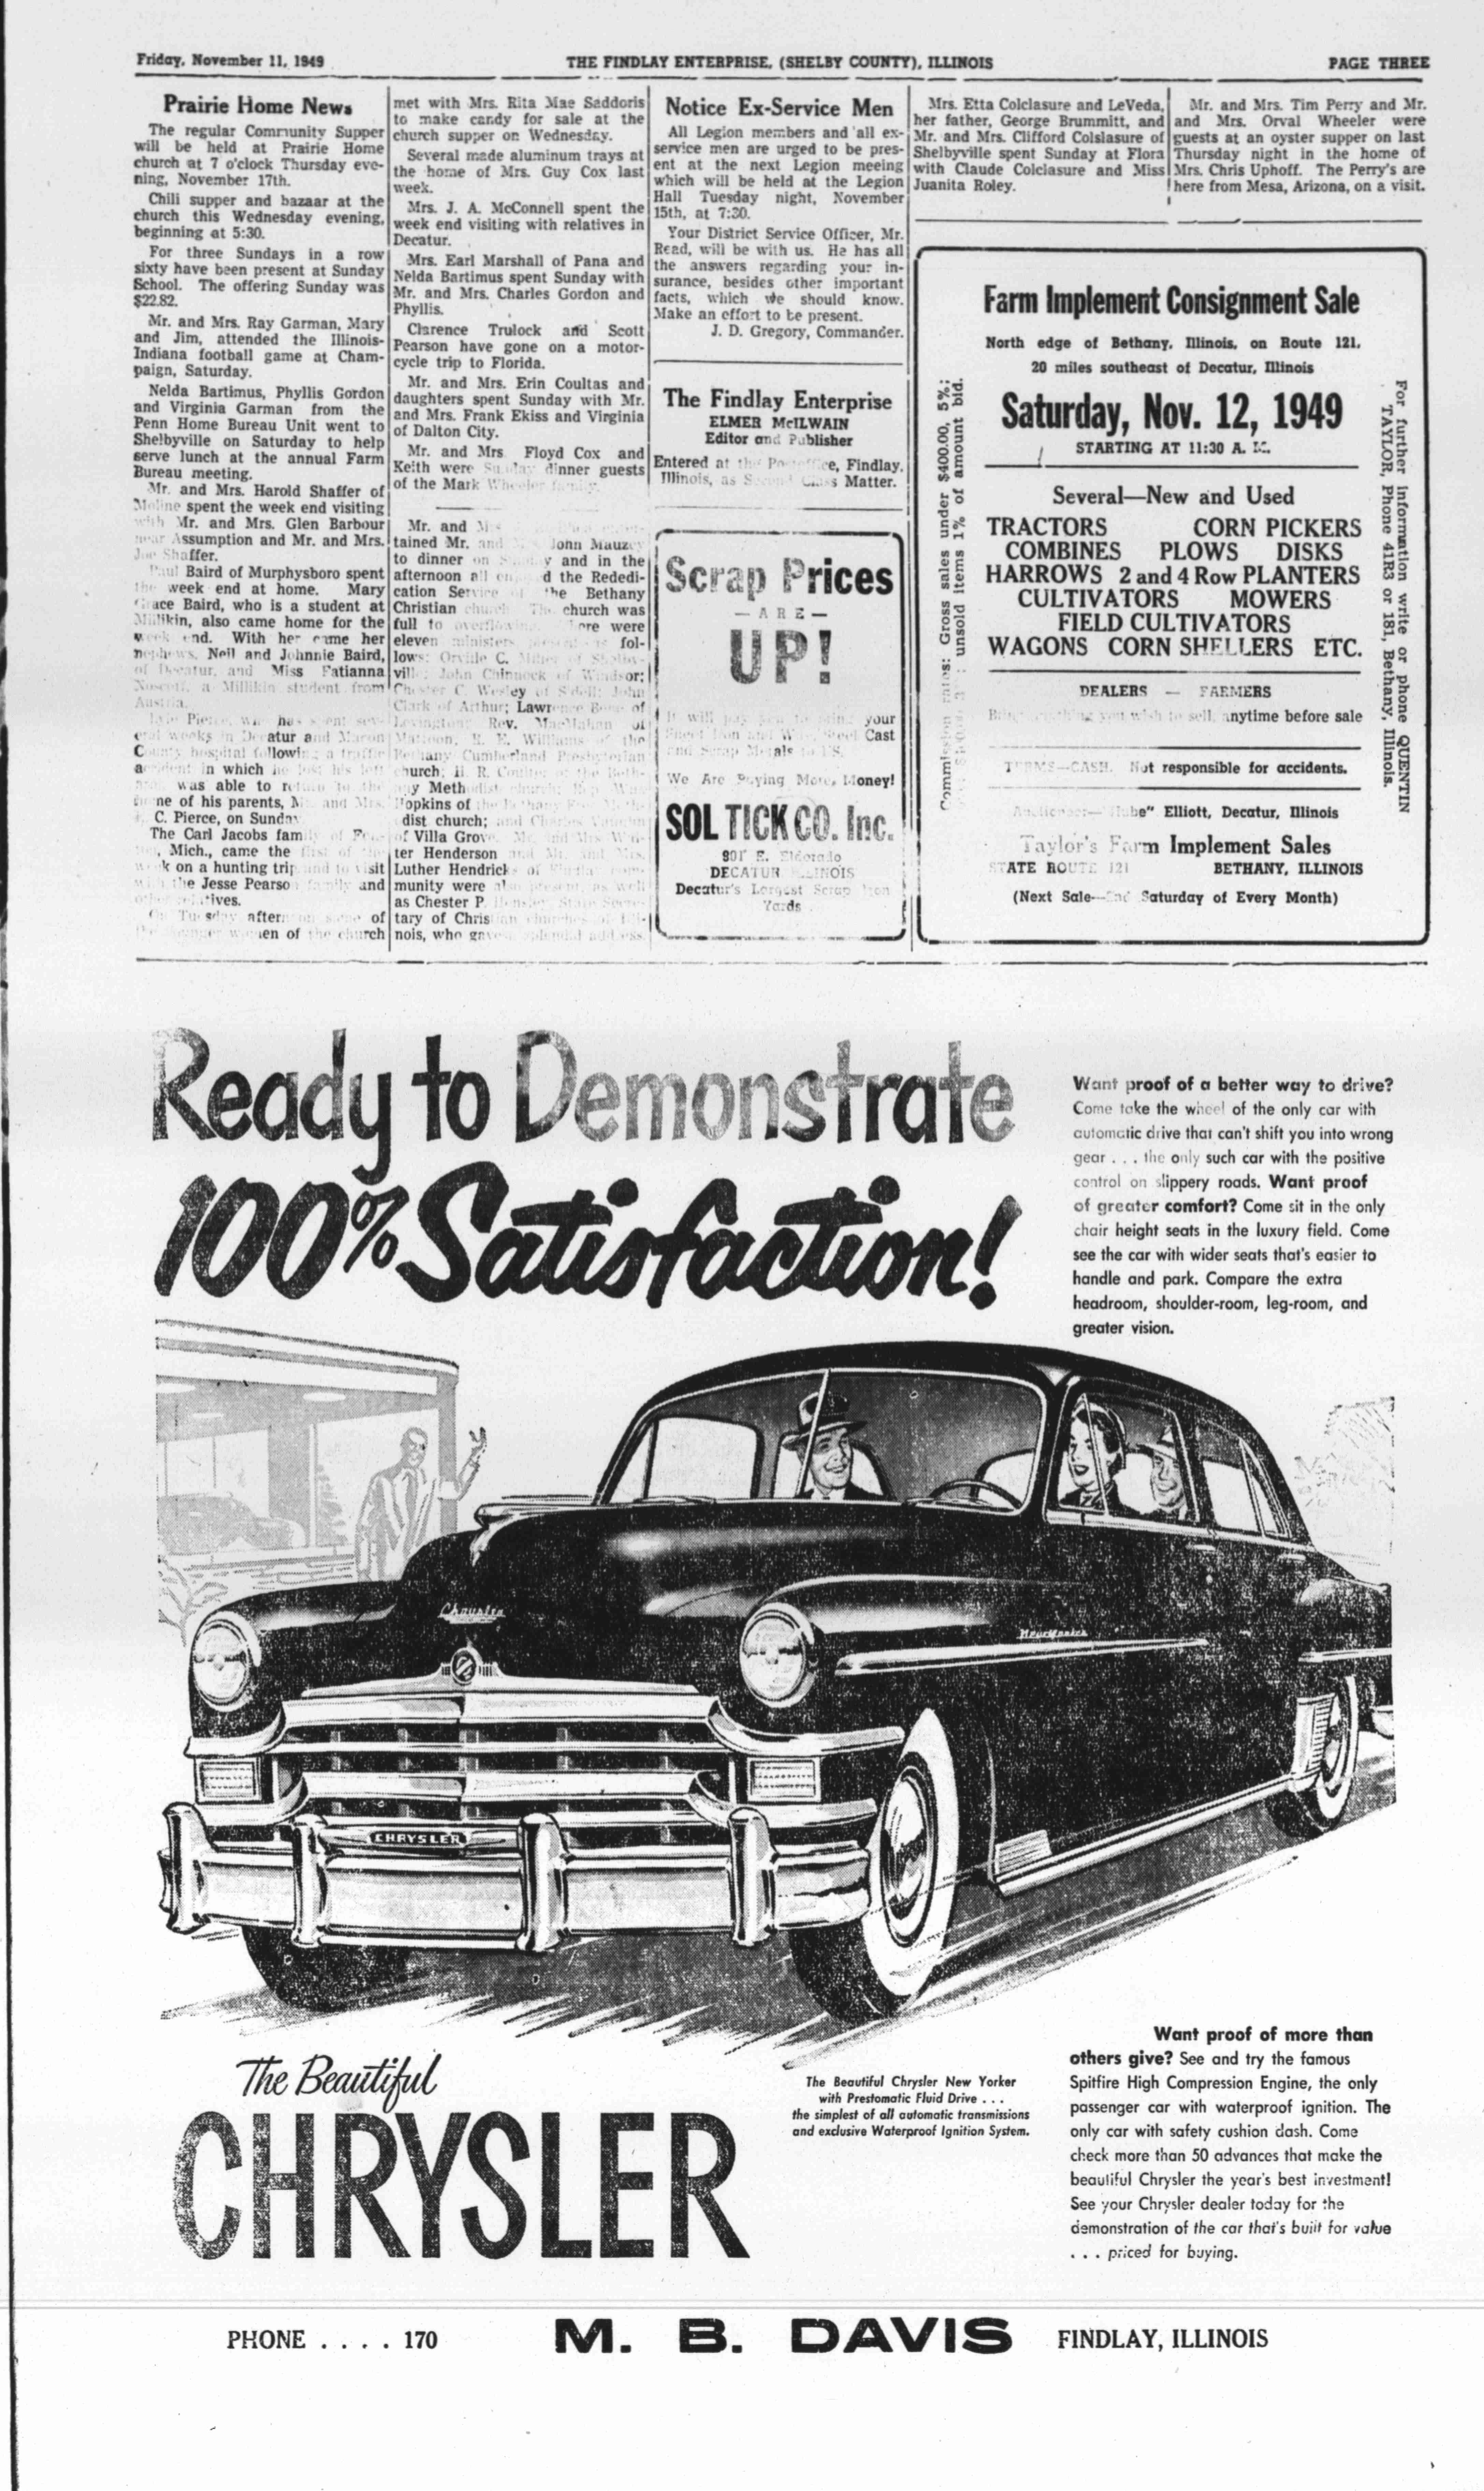 Friday, November 11, 1949
THE FINDLAY ENTERPRISE, (SHELBY COUNTY), ILLINOIS
PAGE THREE
Prairie Home News
The regular Community Supper
will be held at Prairie Home
church at 7 o'clock Thursday eve-
ning, November 17th.
Chili supper and bazaar at the
church this Wednesday evening,
beginning at 5:30.
For three Sundays in a row
sixty have been present at Sunday
School. The offering Sunday was
$22.82.
Mr. and Mrs. Ray Garman, Mary
and Jim, attended the Illinois-
Indiana football game at Cham-
paign, Saturday.
Nelda Bartimus, Phyllis Gordon
and Virginia Garman from the
Penn Home Bureau Unit went to
Shelbyville on Saturday to help
serve lunch at the annual Farm
Bureau meeting.
Mr. and Mrs. Harold Shaffer of
Moline spent the week end visiting
with Mr. and Mrs. Glen Barbour
near Assumption and Mr. and Mrs.
Joe Shaffer.
Paul Baird of Murphysboro spent
the week end at home. Mary
Grace Baird, who is a student at
Millikin, also came home for the
week end. With her came her
nephews, Neil and Johnnie Baird,
of Decatur, and Miss Fatianna
a Millikin student from
Austria.
Pierce, who has spent sev-
eral weeks in Decatur and Macon
County hospital following a traffic
accident in which he lost his left
was able to return to the
home of his parents, Mr. and Mrs.
C. Pierce, on Sunday
The Carl Jacobs family of
Mich., came the first of the
week on a hunting trip and to visit
with the Jesse Pearson family and
other relatives.
On Tuesday afternoon some of
the younger women of the church
met with Mrs. Rita Mae Saddoris
to make candy for sale at the
church supper on Wednesday.
Several made aluminum trays at
the home of Mrs. Guy Cox last
week.
Mrs. J. A. McConnell spent the
week end visiting with relatives in
Decatur.
Mrs. Earl Marshall of Pana and
Nelda Bartimus spent Sunday with
Mr. and Mrs. Charles Gordon and
Phyllis.
Clarence Trulock and Scott
Pearson have gone on a motor-
cycle trip to Florida.
Mr. and Mrs. Erin Coultas and
daughters spent Sunday with Mr.
and Mrs. Frank Ekiss and Virginia
of Dalton City.
Mr. and Mrs Floyd Cox and
Keith were Sunday dinner guests
of the Mark Wheeler family.
Mr. and
tained Mr. and John Mauzey
to dinner on Sunday and in the
afternoon all d the Rededi-
cation Service of the Bethany
Christian church. The church was
full to overflowing. There were
eleven ministers present as fol-
lows: Orville C. of Shelby-
ville; John Chinnock of Windsor;
Chester C. Wesley of Sidell; John
Clark of Arthur; Lawrence of
Lovington; Rev. MacMahan of
Mattoon, R. E. Williams of the
Bethany Cumberland Presbyterian
church; H. R. of the Beth-
any Methodist church;
Hopkins of the Bethany
dist church; and Charles
of Villa Grove. Mr. and Mrs.
ter Henderson and Mr. and Mrs.
Luther Hendricks of
munity were also present, as well
as Chester P. State Secre-
tary of Christian churches of Illi-
nois, who gave splendid address.
Notice Ex-Service Men
All Legion members and all ex-
service men are urged to be pres-
ent at the next Legion meeing
which will be held at the Legion
Hall Tuesday night, November
15th, at 7:30.
Your District Service Officer, Mr.
Read, will be with us. He has all
the answers regarding your in-
surance, besides other important
facts, which we should know.
Make an effort to be present.
J. D. Gregory, Commander.
The Findlay Enterprise
ELMER McILWAIN
Editor and Publisher
Entered at the Postoffice, Findlay,
Illinois, as Second Class Matter.
Scrap Prices
— ARE —
UP!
It will pay you to bring your
Sheet Iron and Wire, Steel Cast
and Scrap Metals to US.
We Are Paying More Money!
SOL TICK CO. Inc.
901 E. Eldorado
DECATUR ILLINOIS
Decatur's Largest Scrap Iron
Yards
Mrs. Etta Colclasure and LeVeda,
her father, George Brummitt, and
Mr. and Mrs. Clifford Colslasure of
Shelbyville spent Sunday at Flora
with Claude Colclasure and Miss
Juanita Roley.
Mr. and Mrs. Tim Perry and Mr.
and Mrs. Orval Wheeler were
guests at an oyster supper on last
Thursday night in the home of
Mrs. Chris Uphoff. The Perry's are
here from Mesa, Arizona, on a visit.
Farm Implement Consignment Sale
North edge of Bethany, Illinois, on Route 121,
20 miles southeast of Decatur, Illinois
Saturday, Nov. 12, 1949
STARTING AT 11:30 A. M.
Several—New and Used
TRACTORS CORN PICKERS
COMBINES PLOWS DISKS
HARROWS 2 and 4 Row PLANTERS
CULTIVATORS MOWERS
FIELD CULTIVATORS
WAGONS CORN SHELLERS ETC.
DEALERS — FARMERS
Bring anything you wish to sell, anytime before sale
TERMS—CASH. Not responsible for accidents.
Auctioneer— "Hube" Elliott, Decatur, Illinois
Taylor's Farm Implement Sales
STATE ROUTE 121 BETHANY, ILLINOIS
(Next Sale—2nd Saturday of Every Month)
Commission rates: Gross sales under $400.00, 5%;
unsold items 1% of amount bid.
For further information write or phone QUENTIN
TAYLOR, Phone 41R3 or 181, Bethany, Illinois.
Ready to Demonstrate
100% Satisfaction!
Want proof of a better way to drive?
Come take the wheel of the only car with
automatic drive that can't shift you into wrong
gear . . . the only such car with the positive
control on slippery roads. Want proof
of greater comfort? Come sit in the only
chair height seats in the luxury field. Come
see the car with wider seats that's easier to
handle and park. Compare the extra
headroom, shoulder-room, leg-room, and
greater vision.
Chrysler
New Yorker
CHRYSLER
The Beautiful
CHRYSLER
The Beautiful Chrysler New Yorker
with Prestomatic Fluid Drive . . .
the simplest of all automatic transmissions
and exclusive Waterproof Ignition System.
Want proof of more than
others give? See and try the famous
Spitfire High Compression Engine, the only
passenger car with waterproof ignition. The
only car with safety cushion dash. Come
check more than 50 advances that make the
beautiful Chrysler the year's best investment!
See your Chrysler dealer today for the
demonstration of the car that's built for value
. . . priced for buying.
PHONE . . . . 170
M. B. DAVIS
FINDLAY, ILLINOIS